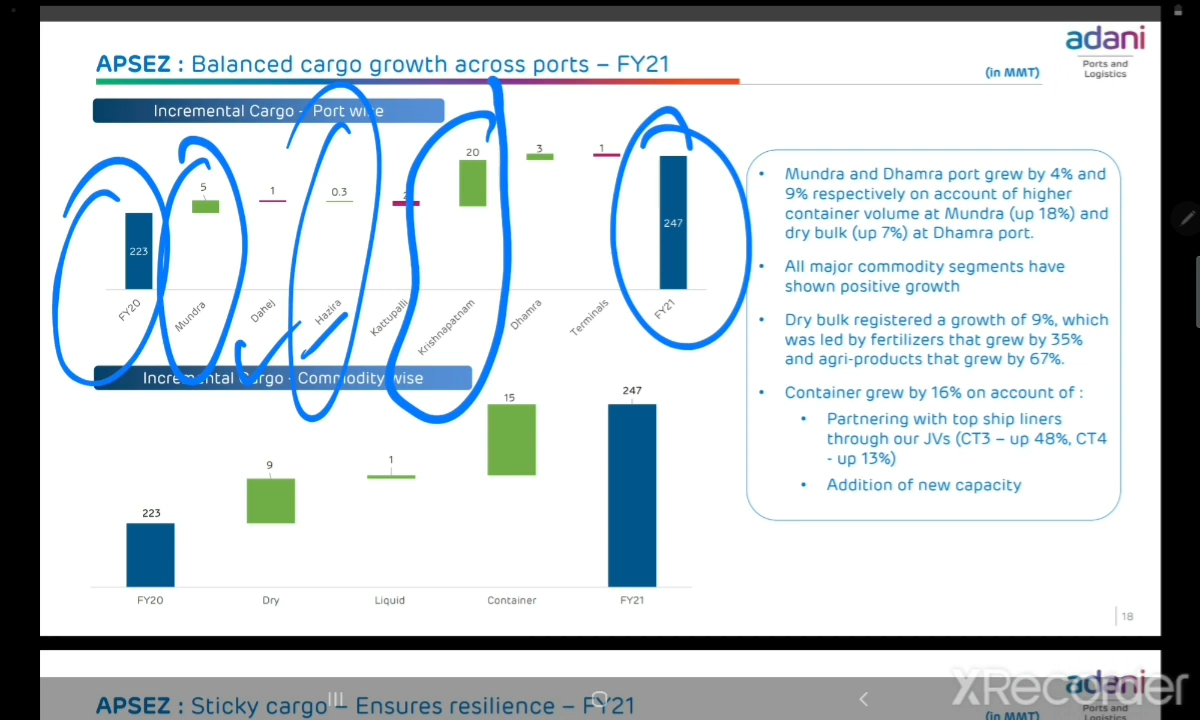 APSEZ : Balanced cargo growth across ports – FY21
adani
Ports and
Logistics
(in MMT)
Incremental Cargo - Port wise
223
5
1
0.3
20
3
1
247
FY20
Mundra
Dahej
Hazira
Kattupalli
Krishnapatnam
Dhamra
Terminals
FY21
• Mundra and Dhamra port grew by 4% and
9% respectively on account of higher
container volume at Mundra (up 18%) and
dry bulk (up 7%) at Dhamra port.
• All major commodity segments have
shown positive growth
• Dry bulk registered a growth of 9%, which
was led by fertilizers that grew by 35%
and agri-products that grew by 67%.
• Container grew by 16% on account of :
• Partnering with top ship liners
through our JVs (CT3 – up 48%, CT4
- up 13%)
• Addition of new capacity
Incremental Cargo - Commodity wise
223
9
1
15
247
FY20
Dry
Liquid
Container
FY21
18
APSEZ : Sticky cargo – Ensures resilience – FY21
adani
Ports and
Logistics
(in MMT)
XRecorder